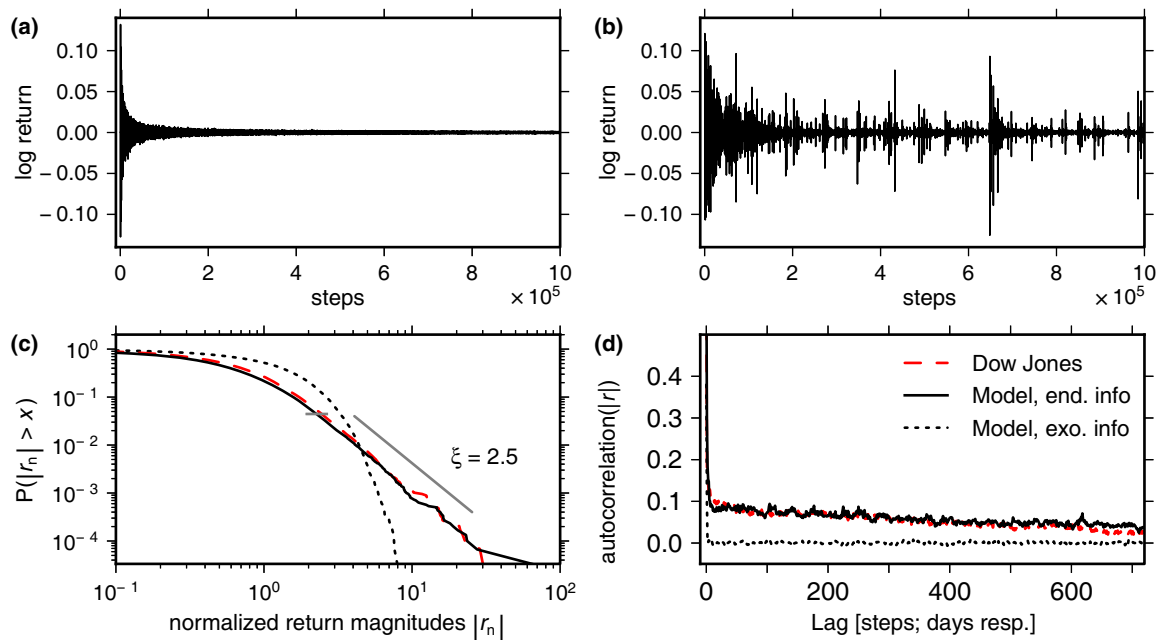 (a)
log return
0.10
0.05
0.00
−0.05
−0.10
0 2 4 6 8 10
steps
× 10⁵
(b)
log return
0.10
0.05
0.00
−0.05
−0.10
0 2 4 6 8 10
steps
× 10⁵
(c)
P(|rₙ| > x)
10⁰
10⁻¹
10⁻²
10⁻³
10⁻⁴
ξ = 2.5
10⁻¹ 10⁰ 10¹ 10²
normalized return magnitudes |rₙ|
(d)
autocorrelation(|r|)
0.4
0.3
0.2
0.1
0.0
Dow Jones
Model, end. info
Model, exo. info
0 200 400 600
Lag [steps; days resp.]